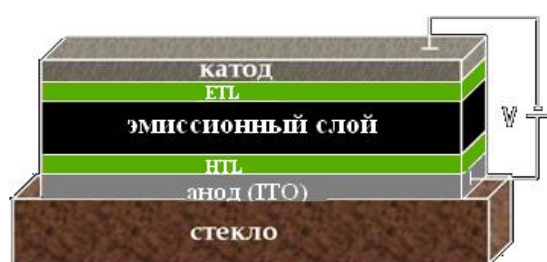 катод
ETL
эмиссионный слой
V
HTL
анод (ITO)
стекло